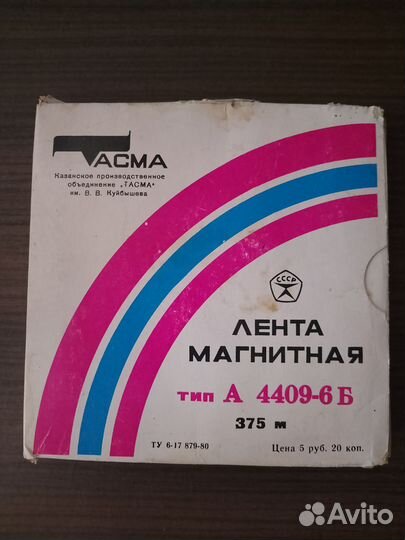 ТАСМА
Казанское производственное
объединение „ТАСМА"
им. В. В. Куйбышева
СССР
ЛЕНТА
МАГНИТНАЯ
тип А 4409-6 Б
375 м
ТУ 6-17 879-80
Цена 5 руб. 20 коп.
Avito